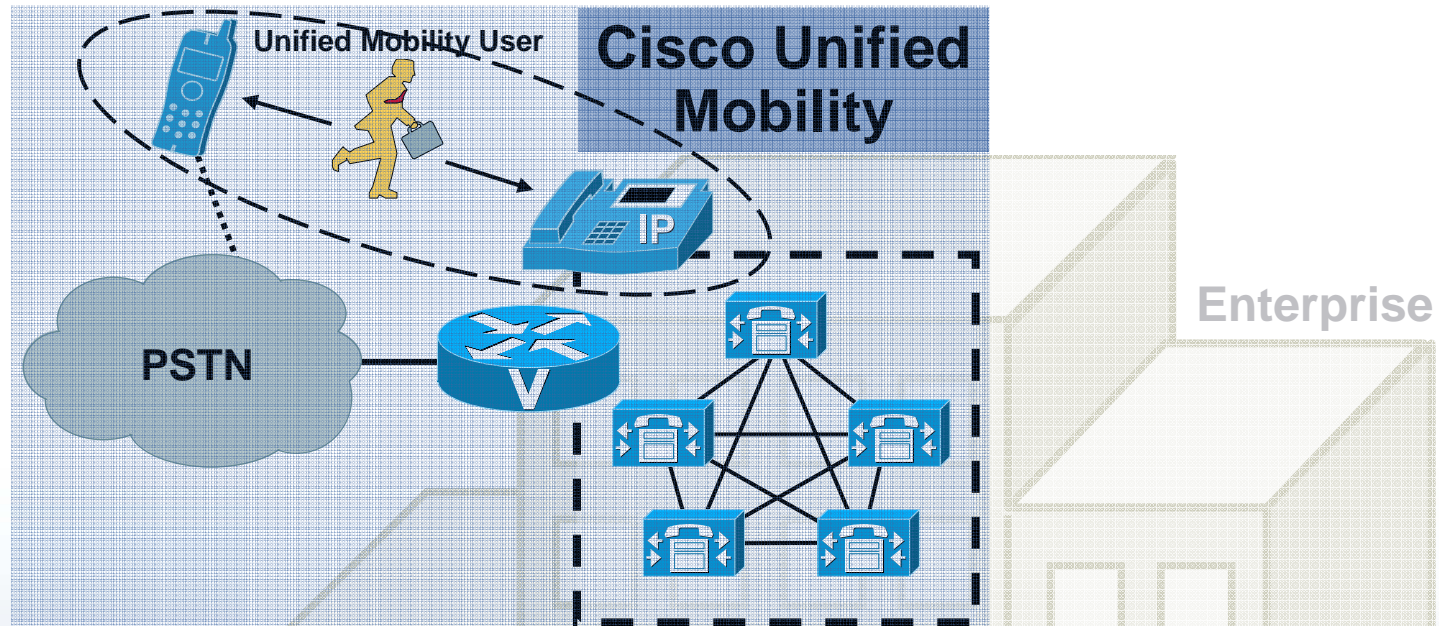 Unified Mobility User
Cisco Unified
Mobility
IP
Enterprise
PSTN
V